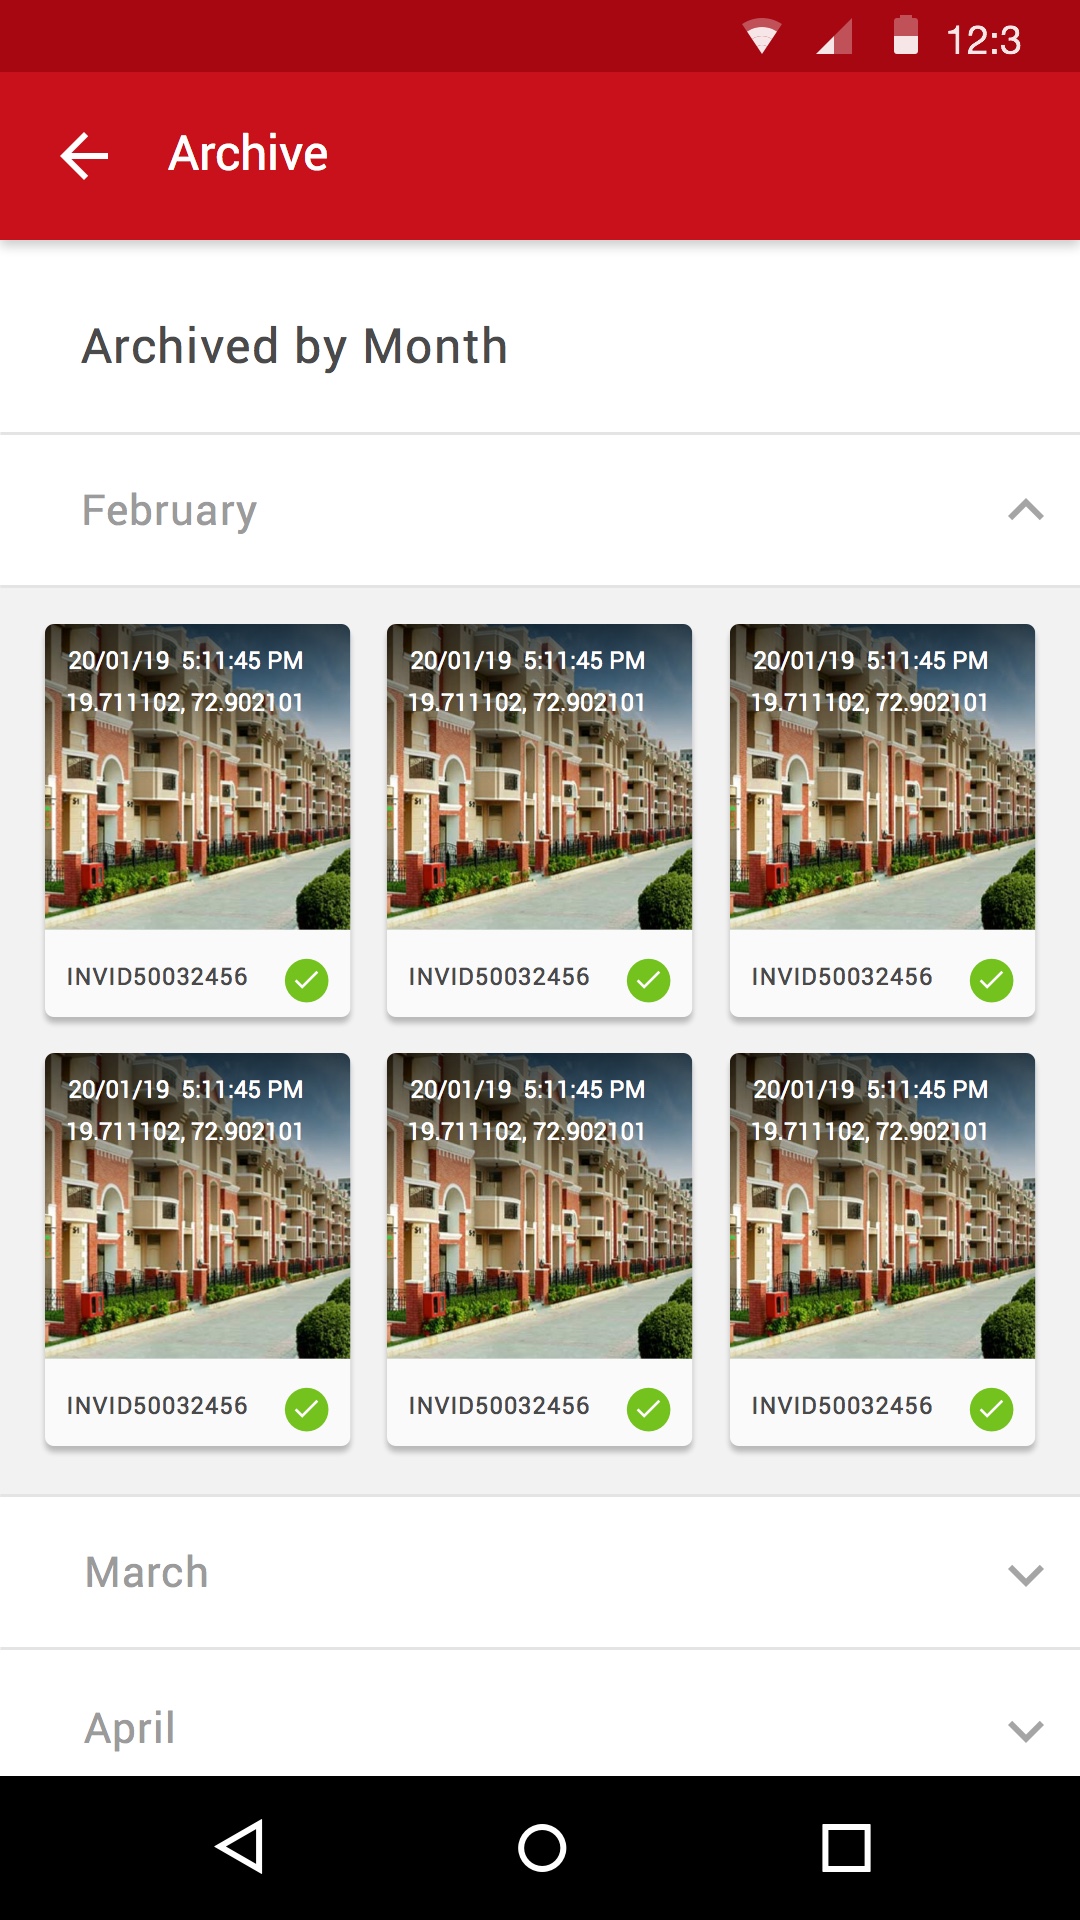 12:3
Archive
Archived by Month
February
20/01/19 5:11:45 PM
19.711102, 72.902101
INVID50032456
20/01/19 5:11:45 PM
19.711102, 72.902101
INVID50032456
20/01/19 5:11:45 PM
19.711102, 72.902101
INVID50032456
20/01/19 5:11:45 PM
19.711102, 72.902101
INVID50032456
20/01/19 5:11:45 PM
19.711102, 72.902101
INVID50032456
20/01/19 5:11:45 PM
19.711102, 72.902101
INVID50032456
March
April